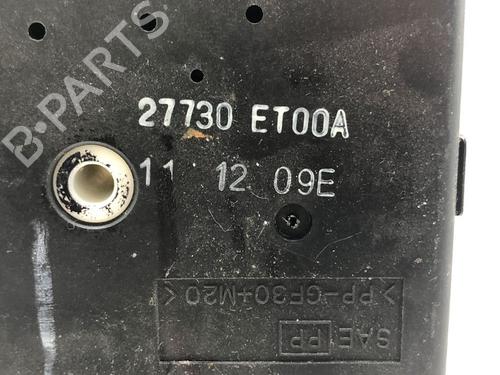 B-PARTS
27730 ET00A
11 12 09E
>PP-GF30+M20<
SAE PP